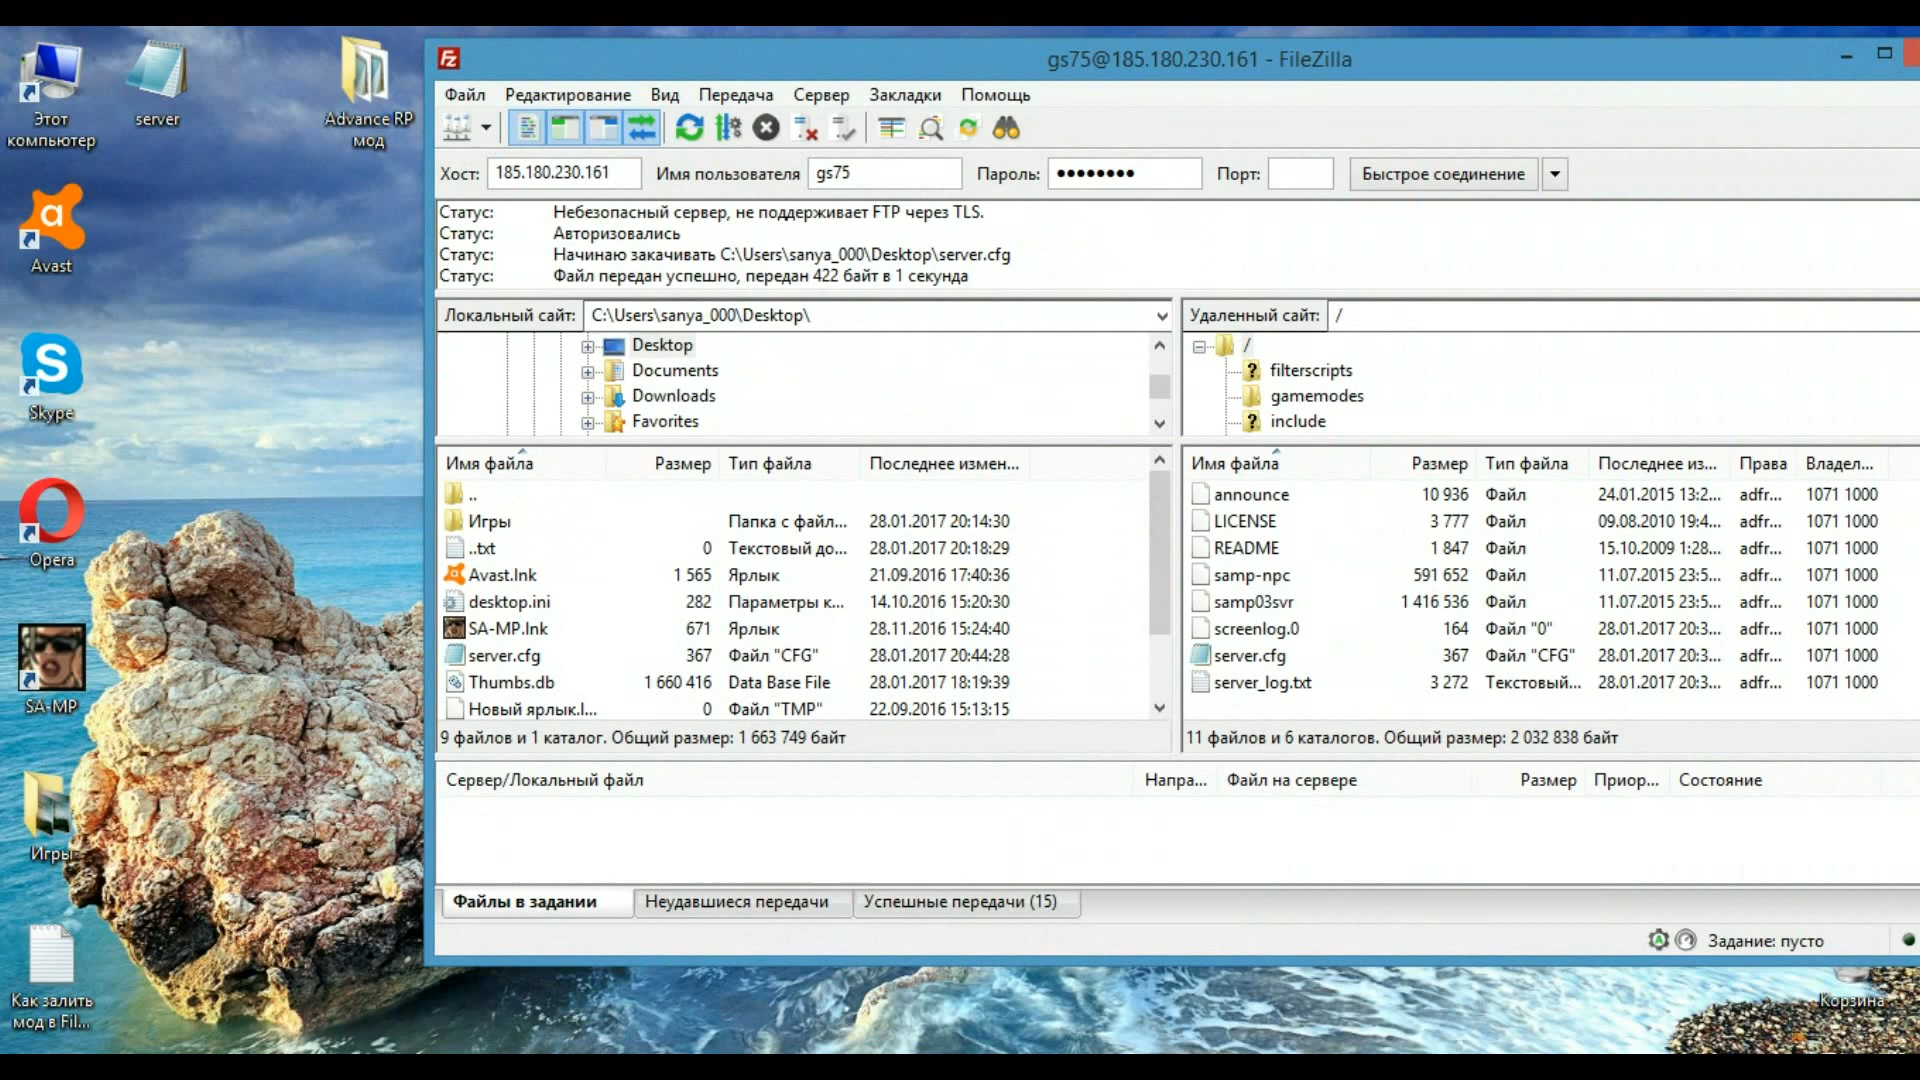 gs75@185.180.230.161 - FileZilla
Файл Редактирование Вид Передача Сервер Закладки Помощь
Хост: 185.180.230.161 Имя пользователя gs75 Пароль: ●●●●●●●● Порт: Быстрое соединение
Статус: Небезопасный сервер, не поддерживает FTP через TLS.
Статус: Авторизовались
Статус: Начинаю закачивать C:\Users\sanya_000\Desktop\server.cfg
Статус: Файл передан успешно, передан 422 байт в 1 секунда
Локальный сайт: C:\Users\sanya_000\Desktop\
Desktop
Documents
Downloads
Favorites
Удаленный сайт: /
/
filterscripts
gamemodes
include
Имя файла Размер Тип файла Последнее измен...
..
Игры Папка с файл... 28.01.2017 20:14:30
..txt 0 Текстовый до... 28.01.2017 20:18:29
Avast.lnk 1 565 Ярлык 21.09.2016 17:40:36
desktop.ini 282 Параметры к... 14.10.2016 15:20:30
SA-MP.lnk 671 Ярлык 28.11.2016 15:24:40
server.cfg 367 Файл "CFG" 28.01.2017 20:44:28
Thumbs.db 1 660 416 Data Base File 28.01.2017 18:19:39
Новый ярлык.l... 0 Файл "TMP" 22.09.2016 15:13:15
9 файлов и 1 каталог. Общий размер: 1 663 749 байт
Имя файла Размер Тип файла Последнее из... Права Владел...
announce 10 936 Файл 24.01.2015 13:2... adfr... 1071 1000
LICENSE 3 777 Файл 09.08.2010 19:4... adfr... 1071 1000
README 1 847 Файл 15.10.2009 1:28... adfr... 1071 1000
samp-npc 591 652 Файл 11.07.2015 23:5... adfr... 1071 1000
samp03svr 1 416 536 Файл 11.07.2015 23:5... adfr... 1071 1000
screenlog.0 164 Файл "0" 28.01.2017 20:3... adfr... 1071 1000
server.cfg 367 Файл "CFG" 28.01.2017 20:3... adfr... 1071 1000
server_log.txt 3 272 Текстовый... 28.01.2017 20:3... adfr... 1071 1000
11 файлов и 6 каталогов. Общий размер: 2 032 838 байт
Сервер/Локальный файл Напра... Файл на сервере Размер Приор... Состояние
Файлы в задании Неудавшиеся передачи Успешные передачи (15)
Задание: пусто
Этот
компьютер
server
Advance RP
мод
Avast
Skype
Opera
SA-MP
Игры
Как залить
мод в Fil...
Корзина